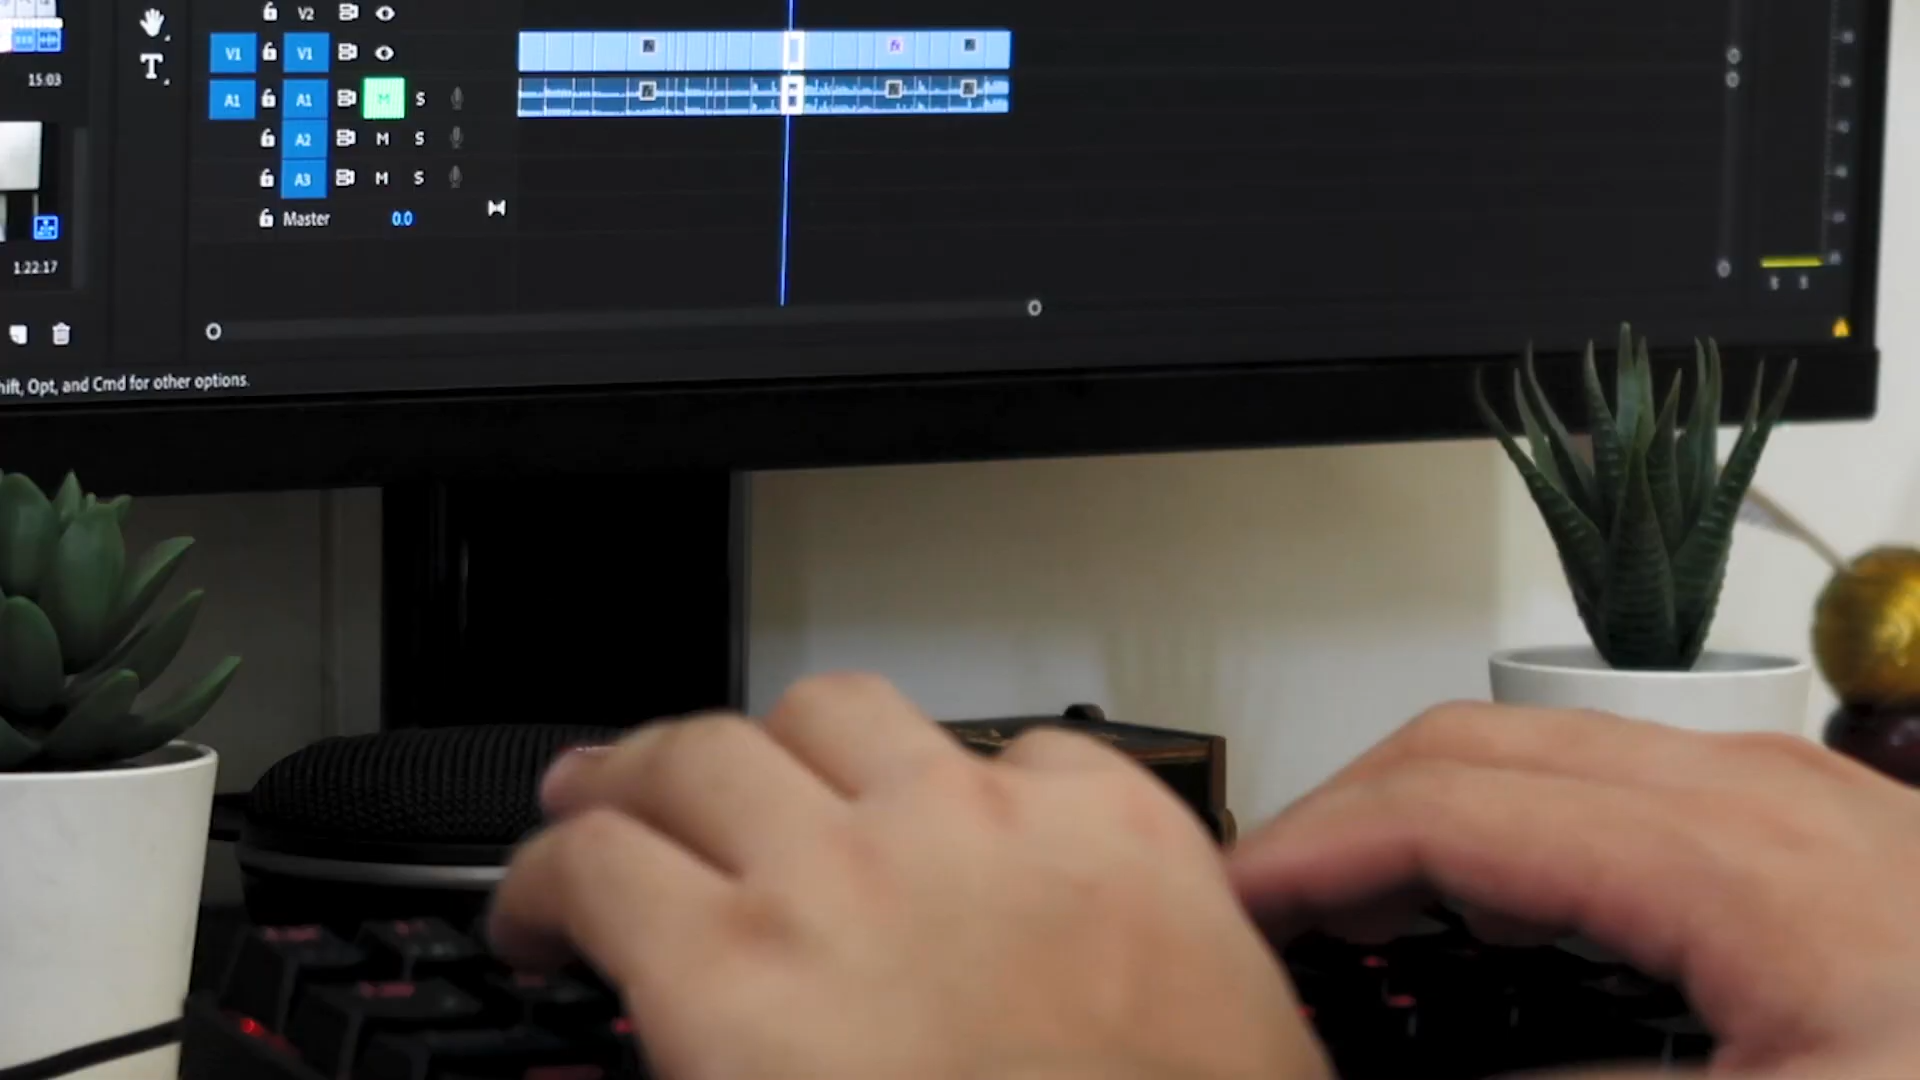 V2
15:03
T
V1 V1
A1 A1 M S
A2 M S
A3 M S
Master 0.0
1:22:17
S S
hift, Opt, and Cmd for other options.